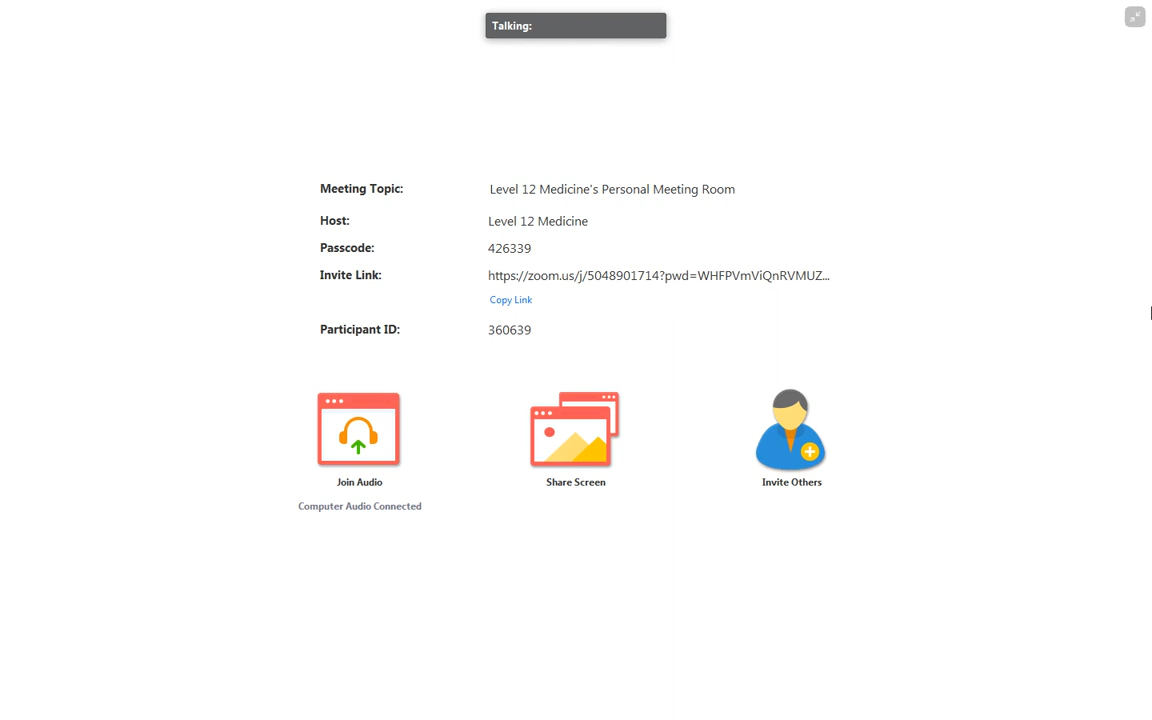 Talking:
Meeting Topic: Level 12 Medicine's Personal Meeting Room
Host: Level 12 Medicine
Passcode: 426339
Invite Link: https://zoom.us/j/5048901714?pwd=WHFPVmViQnRVMUZ...
Copy Link
Participant ID: 360639
Join Audio Share Screen Invite Others
Computer Audio Connected